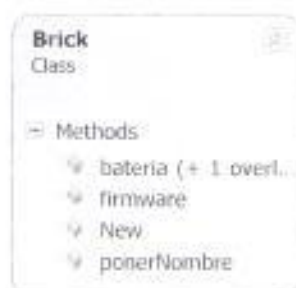 Brick
Class
Methods
bateria (+ 1 overl..
firmware
New
ponerNombre